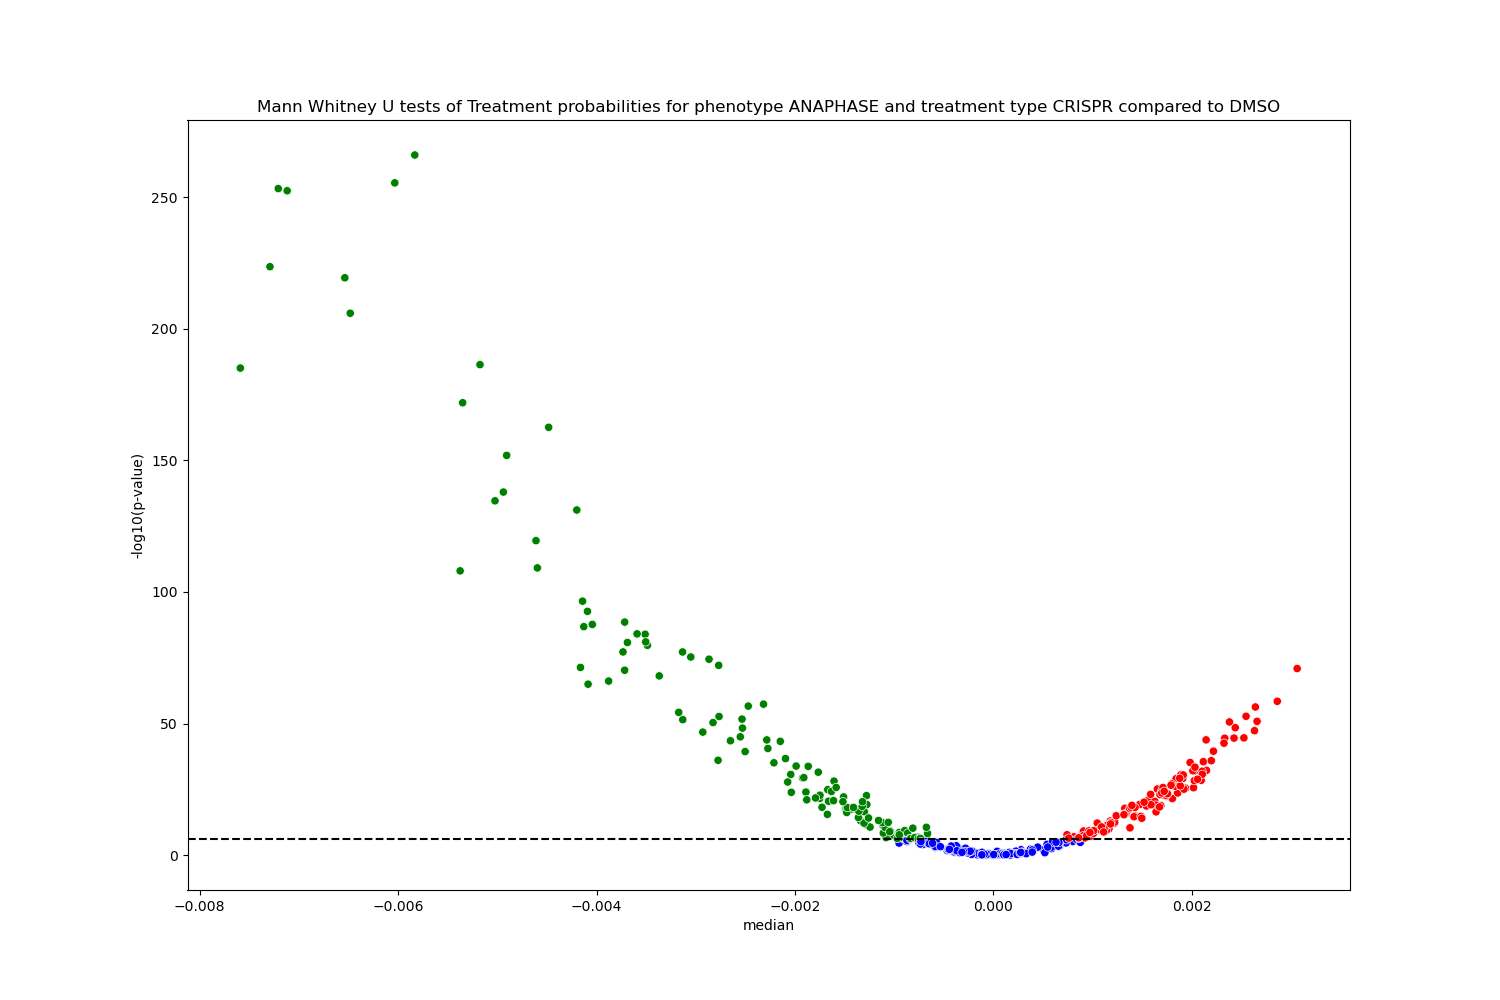 Mann Whitney U tests of Treatment probabilities for phenotype ANAPHASE and treatment type CRISPR compared to DMSO
250
200
150
100
50
0
-log10(p-value)
−0.008 −0.006 −0.004 −0.002 0.000 0.002
median